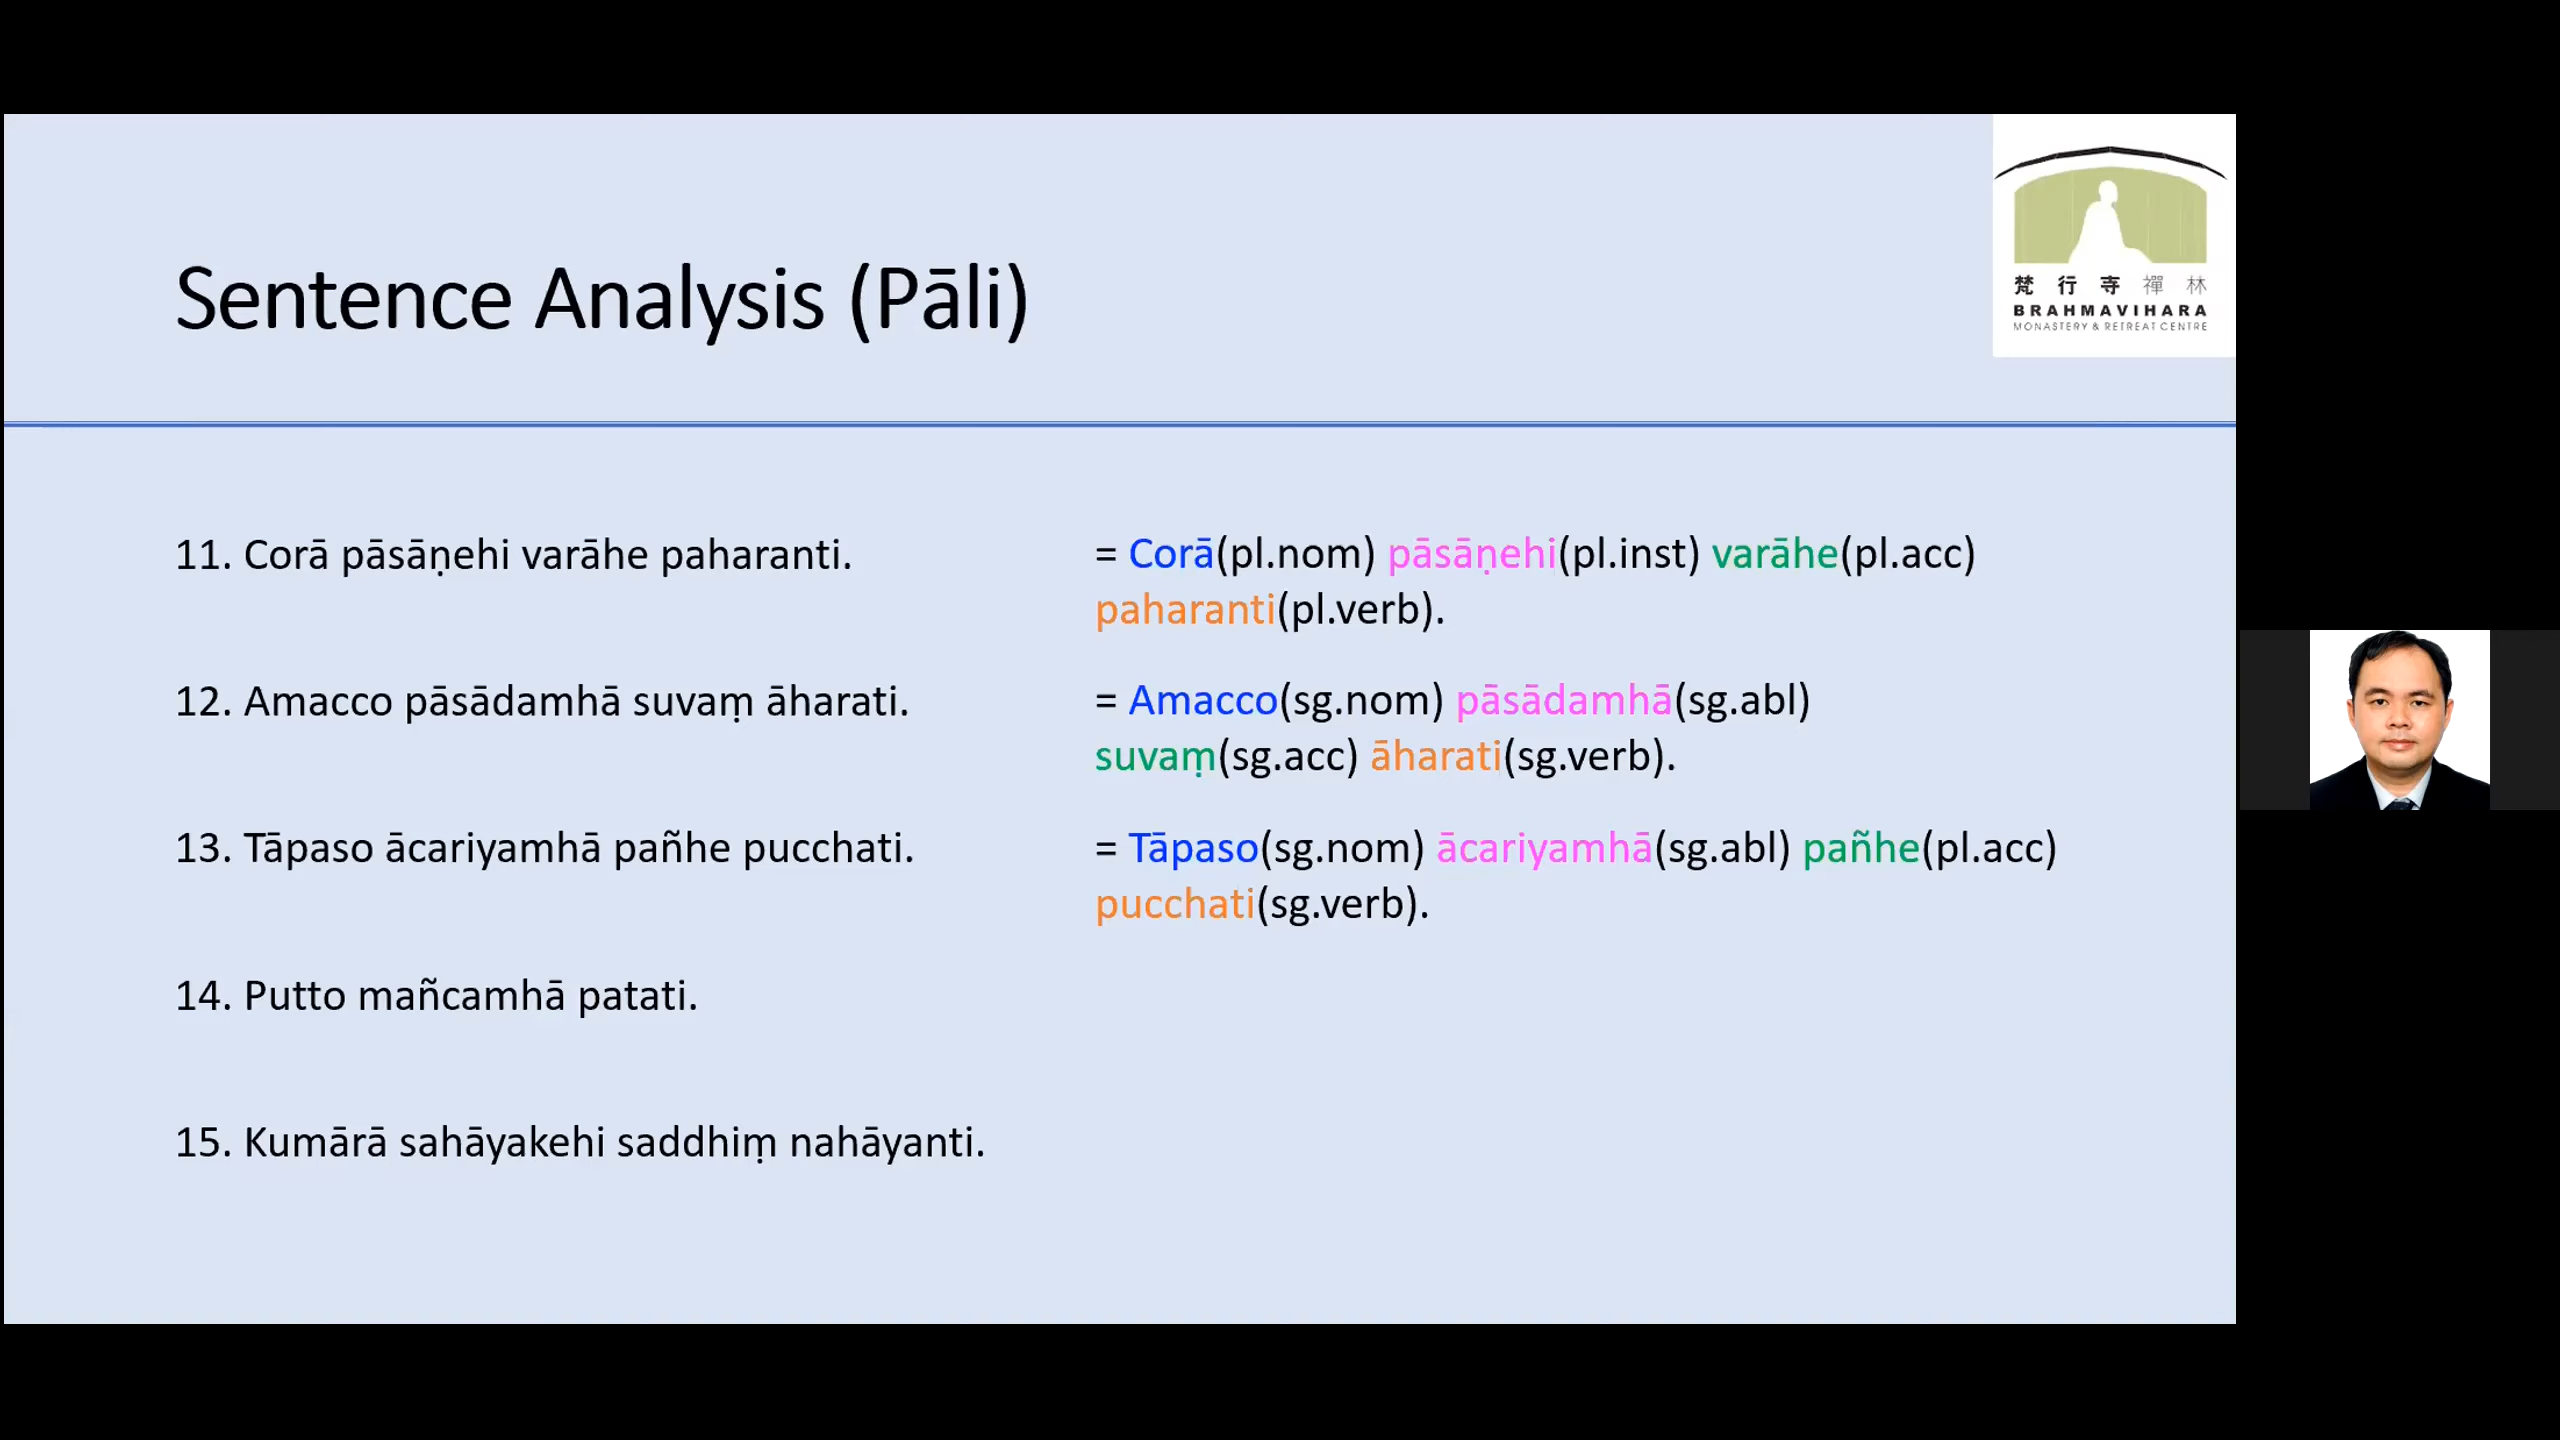 梵行寺禪林
BRAHMAVIHARA
MONASTERY & RETREAT CENTRE
Sentence Analysis (Pāli)
11. Corā pāsāṇehi varāhe paharanti.
= Corā(pl.nom) pāsāṇehi(pl.inst) varāhe(pl.acc)
paharanti(pl.verb).
12. Amacco pāsādamhā suvaṃ āharati.
= Amacco(sg.nom) pāsādamhā(sg.abl)
suvaṃ(sg.acc) āharati(sg.verb).
13. Tāpaso ācariyamhā pañhe pucchati.
= Tāpaso(sg.nom) ācariyamhā(sg.abl) pañhe(pl.acc)
pucchati(sg.verb).
14. Putto mañcamhā patati.
15. Kumārā sahāyakehi saddhiṃ nahāyanti.